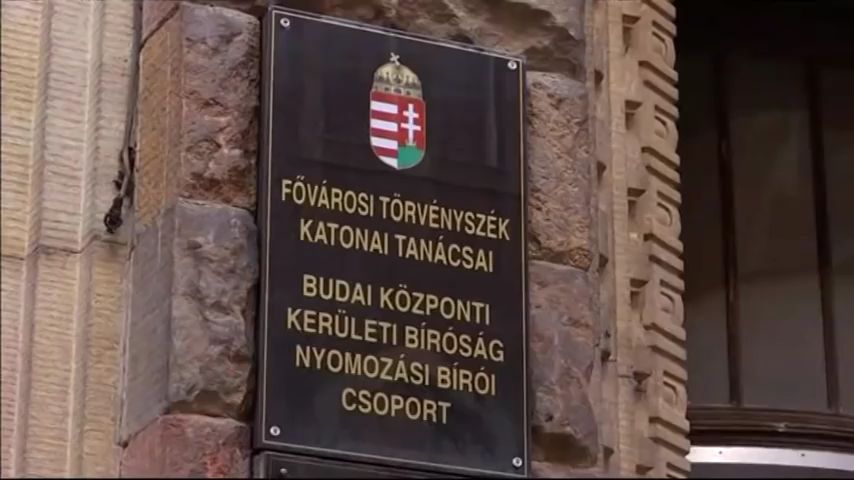 FŐVÁROSI TÖRVÉNYSZÉK
KATONAI TANÁCSAI
BUDAI KÖZPONTI
KERÜLETI BÍRÓSÁG
NYOMOZÁSI BÍRÓI
CSOPORT